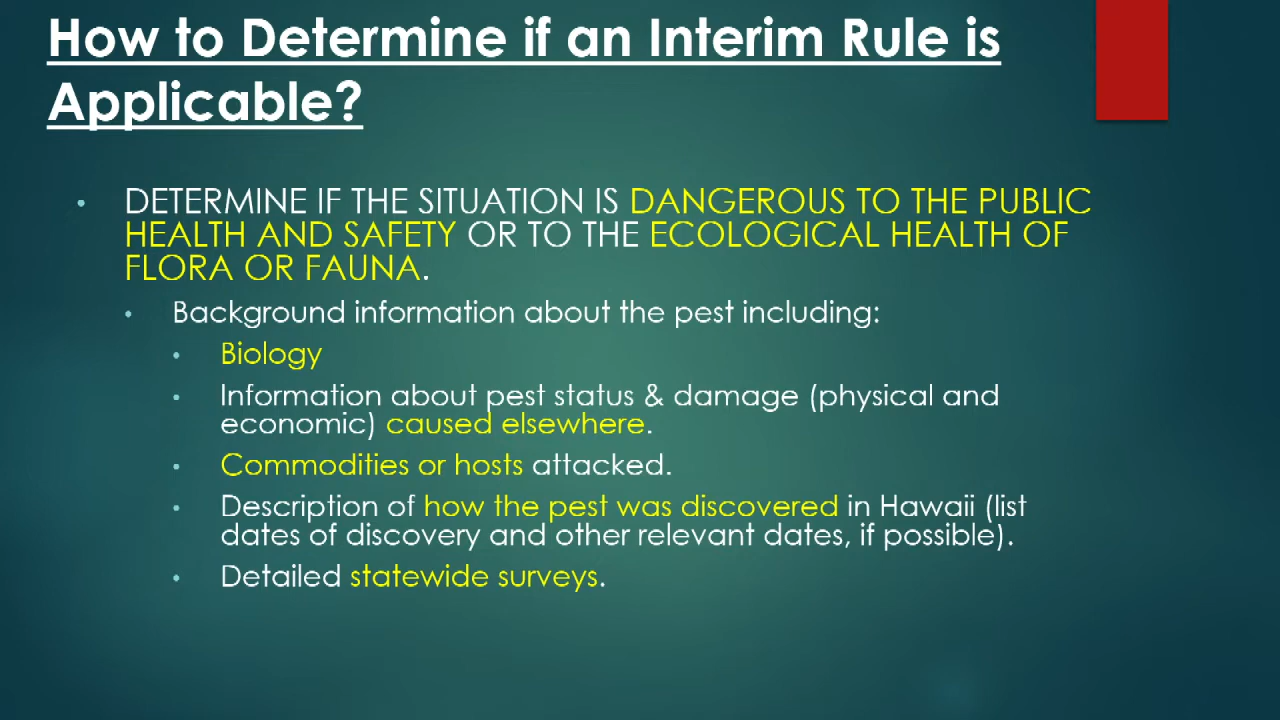 How to Determine if an Interim Rule is
Applicable?
• DETERMINE IF THE SITUATION IS DANGEROUS TO THE PUBLIC
HEALTH AND SAFETY OR TO THE ECOLOGICAL HEALTH OF
FLORA OR FAUNA.
• Background information about the pest including:
• Biology
• Information about pest status & damage (physical and
economic) caused elsewhere.
• Commodities or hosts attacked.
• Description of how the pest was discovered in Hawaii (list
dates of discovery and other relevant dates, if possible).
• Detailed statewide surveys.